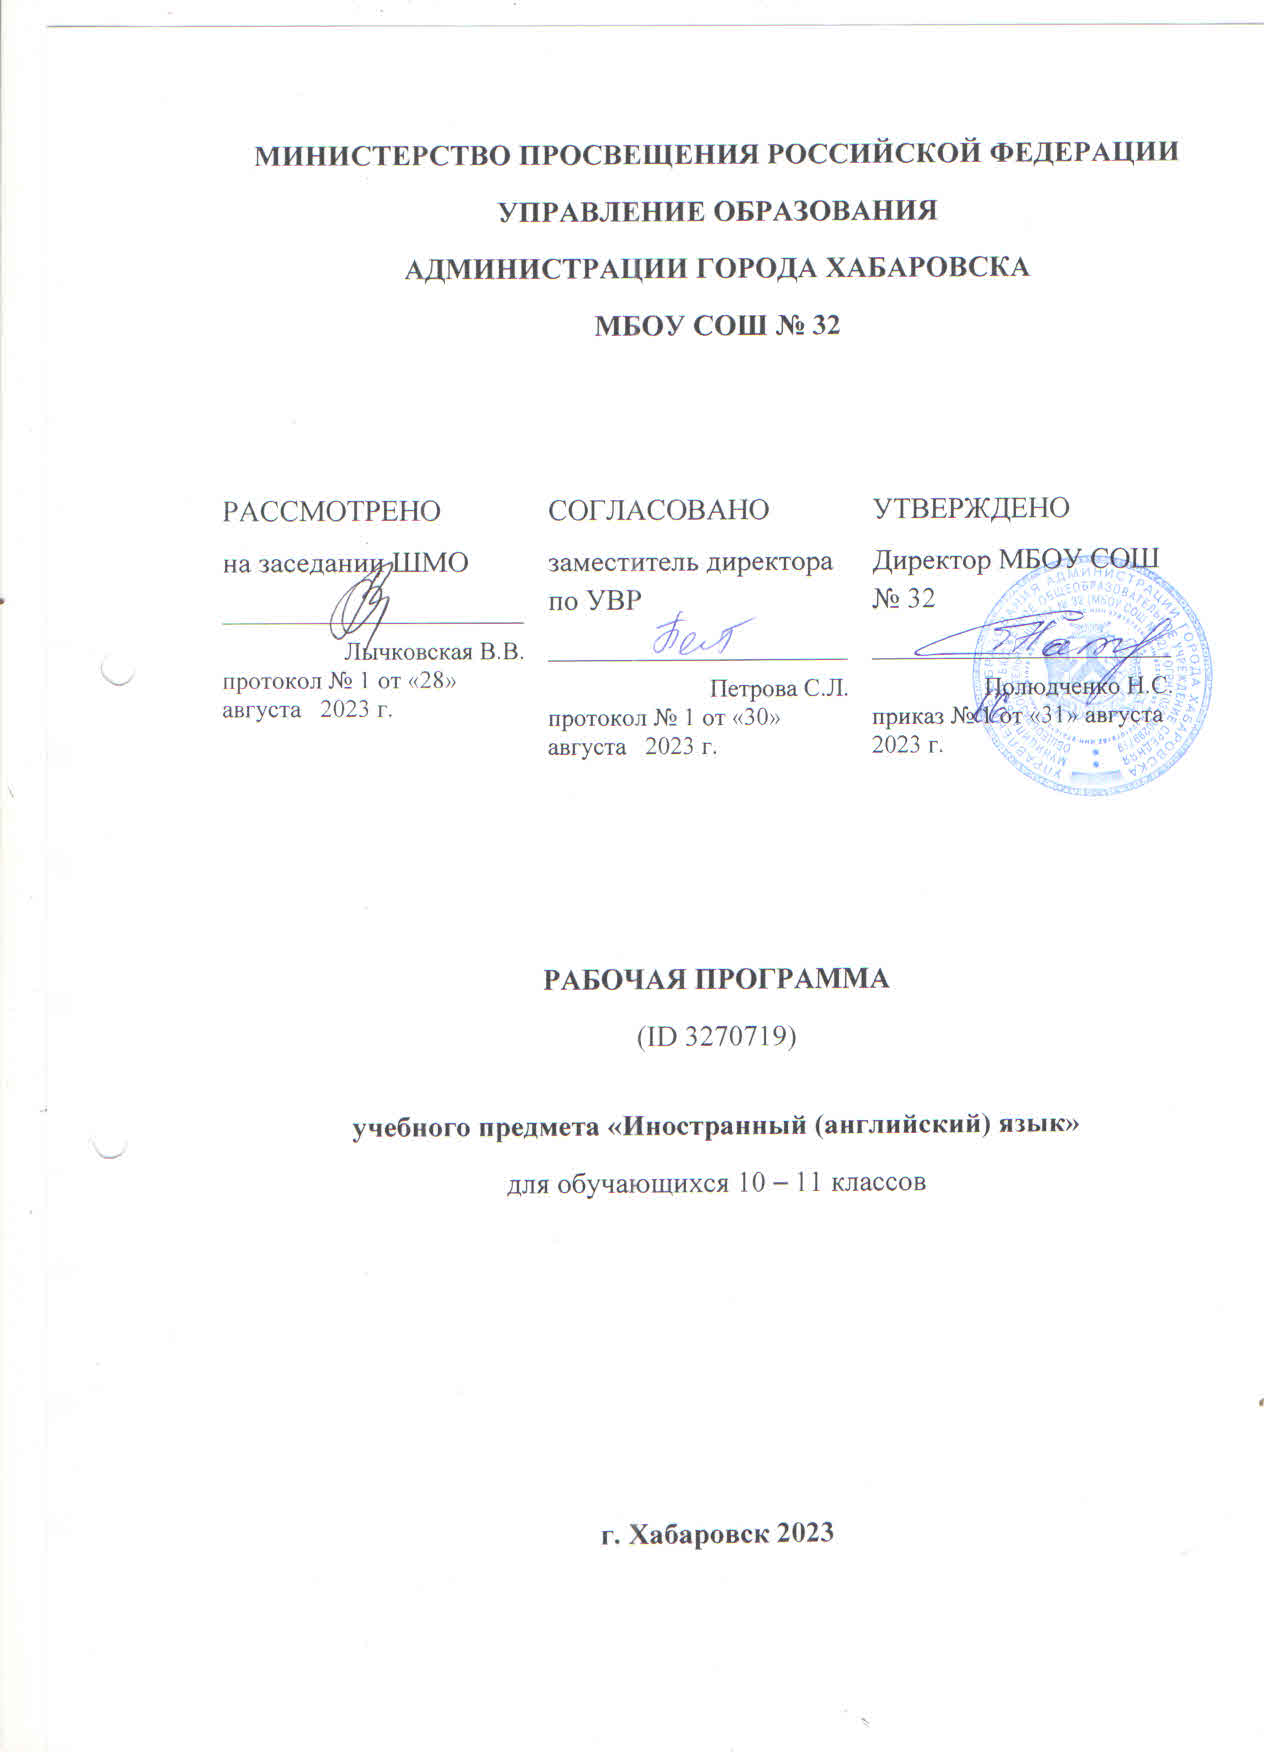 МИНИСТЕРСТВО ПРОСВЕЩЕНИЯ РОССИЙСКОЙ ФЕДЕРАЦИИ
УПРАВЛЕНИЕ ОБРАЗОВАНИЯ
АДМИНИСТРАЦИИ ГОРОДА ХАБАРОВСКА
МБОУ СОШ № 32
РАССМОТРЕНО
на заседании ШМО
Лычковская В.В.
протокол № 1 от «28»
августа 2023 г.
СОГЛАСОВАНО
заместитель директора
по УВР
Петрова С.Л.
протокол № 1 от «30»
августа 2023 г.
УТВЕРЖДЕНО
Директор МБОУ СОШ
№ 32
Полюдченко Н.С.
приказ № 1 от «31» августа
2023 г.
РАБОЧАЯ ПРОГРАММА
(ID 3270719)
учебного предмета «Иностранный (английский) язык»
для обучающихся 10 – 11 классов
г. Хабаровск 2023